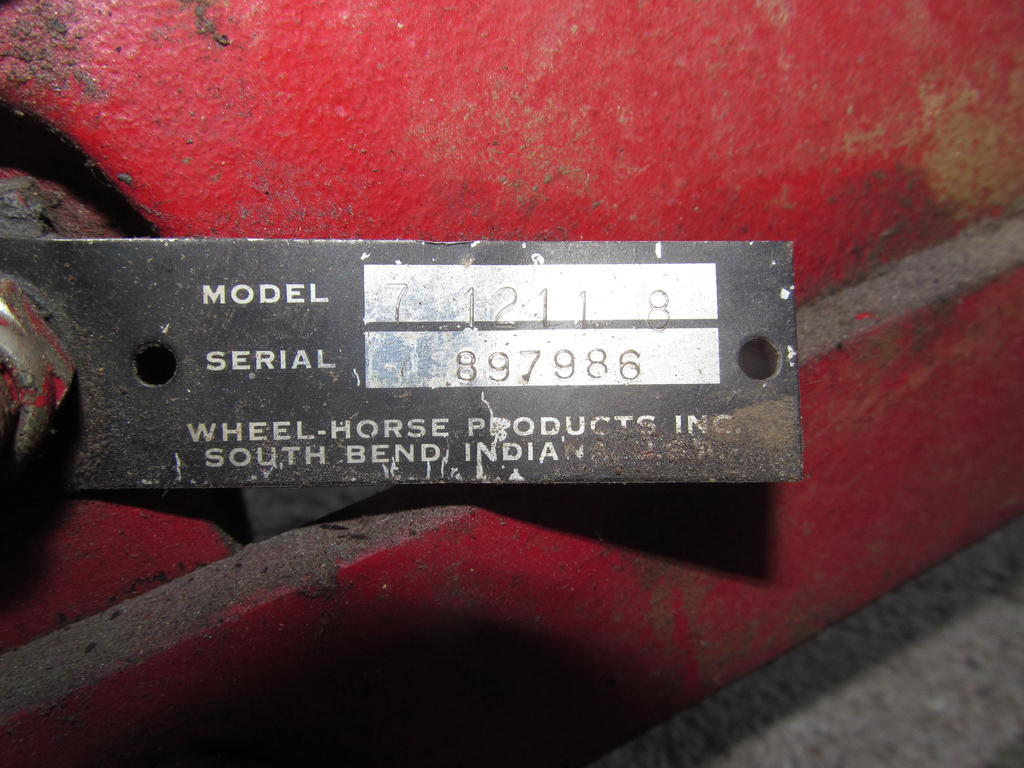 MODEL 7 1211 8
SERIAL 897986
WHEEL-HORSE PRODUCTS INC.
SOUTH BEND, INDIANA